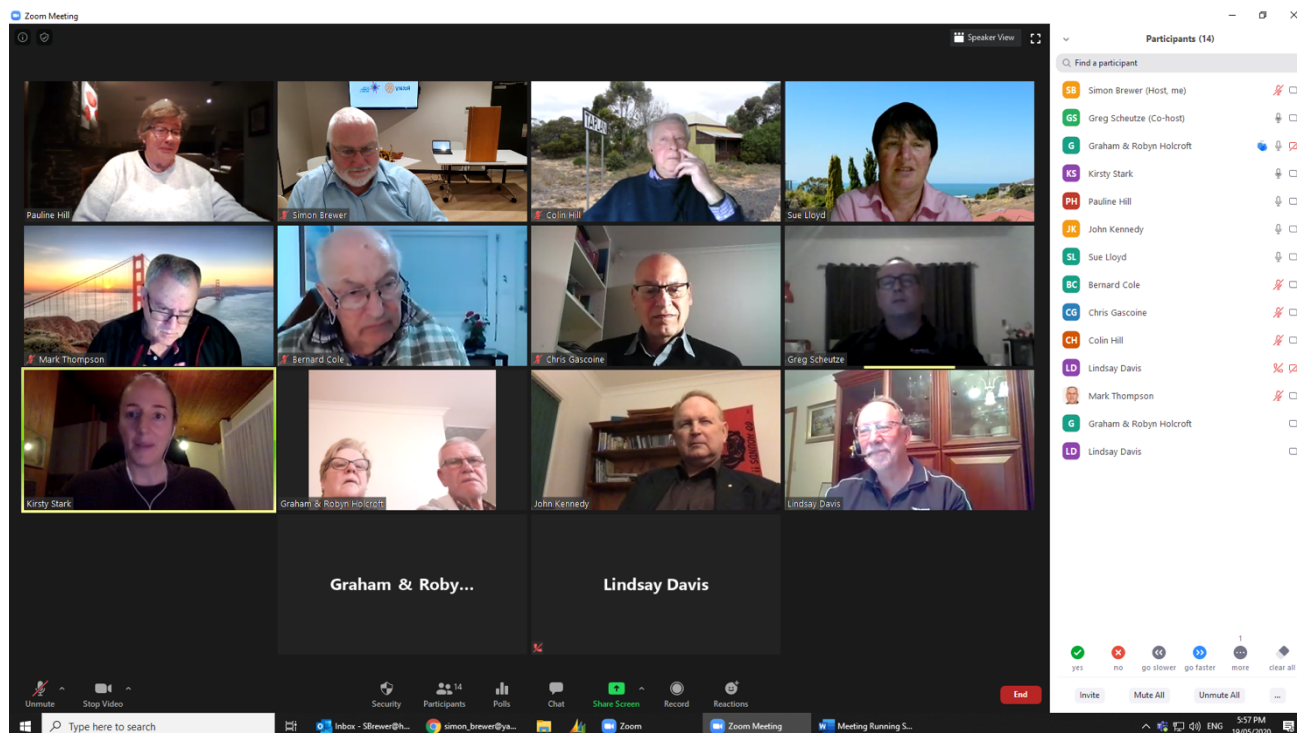 Zoom Meeting
Speaker View
Participants (14)
Find a participant
TAPLAN
Pauline Hill
Simon Brewer
Colin Hill
Sue Lloyd
Mark Thompson
Bernard Cole
Chris Gascoine
Greg Scheutze
Kirsty Stark
Graham & Robyn Holcroft
John Kennedy
Lindsay Davis
Graham & Roby...
Lindsay Davis
SB Simon Brewer (Host, me)
GS Greg Scheutze (Co-host)
G Graham & Robyn Holcroft
KS Kirsty Stark
PH Pauline Hill
JK John Kennedy
SL Sue Lloyd
BC Bernard Cole
CG Chris Gascoine
CH Colin Hill
LD Lindsay Davis
Mark Thompson
G Graham & Robyn Holcroft
LD Lindsay Davis
1
yes no go slower go faster more clear all
Invite Mute All Unmute All ...
Unmute Stop Video Security Participants 14 Polls Chat Share Screen Record Reactions End
Type here to search Inbox - SBrewer@h... simon_brewer@ya... Zoom Zoom Meeting Meeting Running S... ENG 5:57 PM
19/05/2020